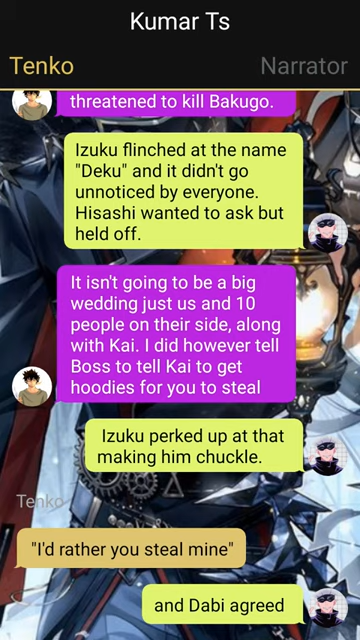 Kumar Ts
Tenko
Narrator
threatened to kill Bakugo.
Izuku flinched at the name
"Deku" and it didn't go
unnoticed by everyone.
Hisashi wanted to ask but
held off.
It isn't going to be a big
wedding just us and 10
people on their side, along
with Kai. I did however tell
Boss to tell Kai to get
hoodies for you to steal
Izuku perked up at that
making him chuckle.
Tenko
"I'd rather you steal mine"
and Dabi agreed